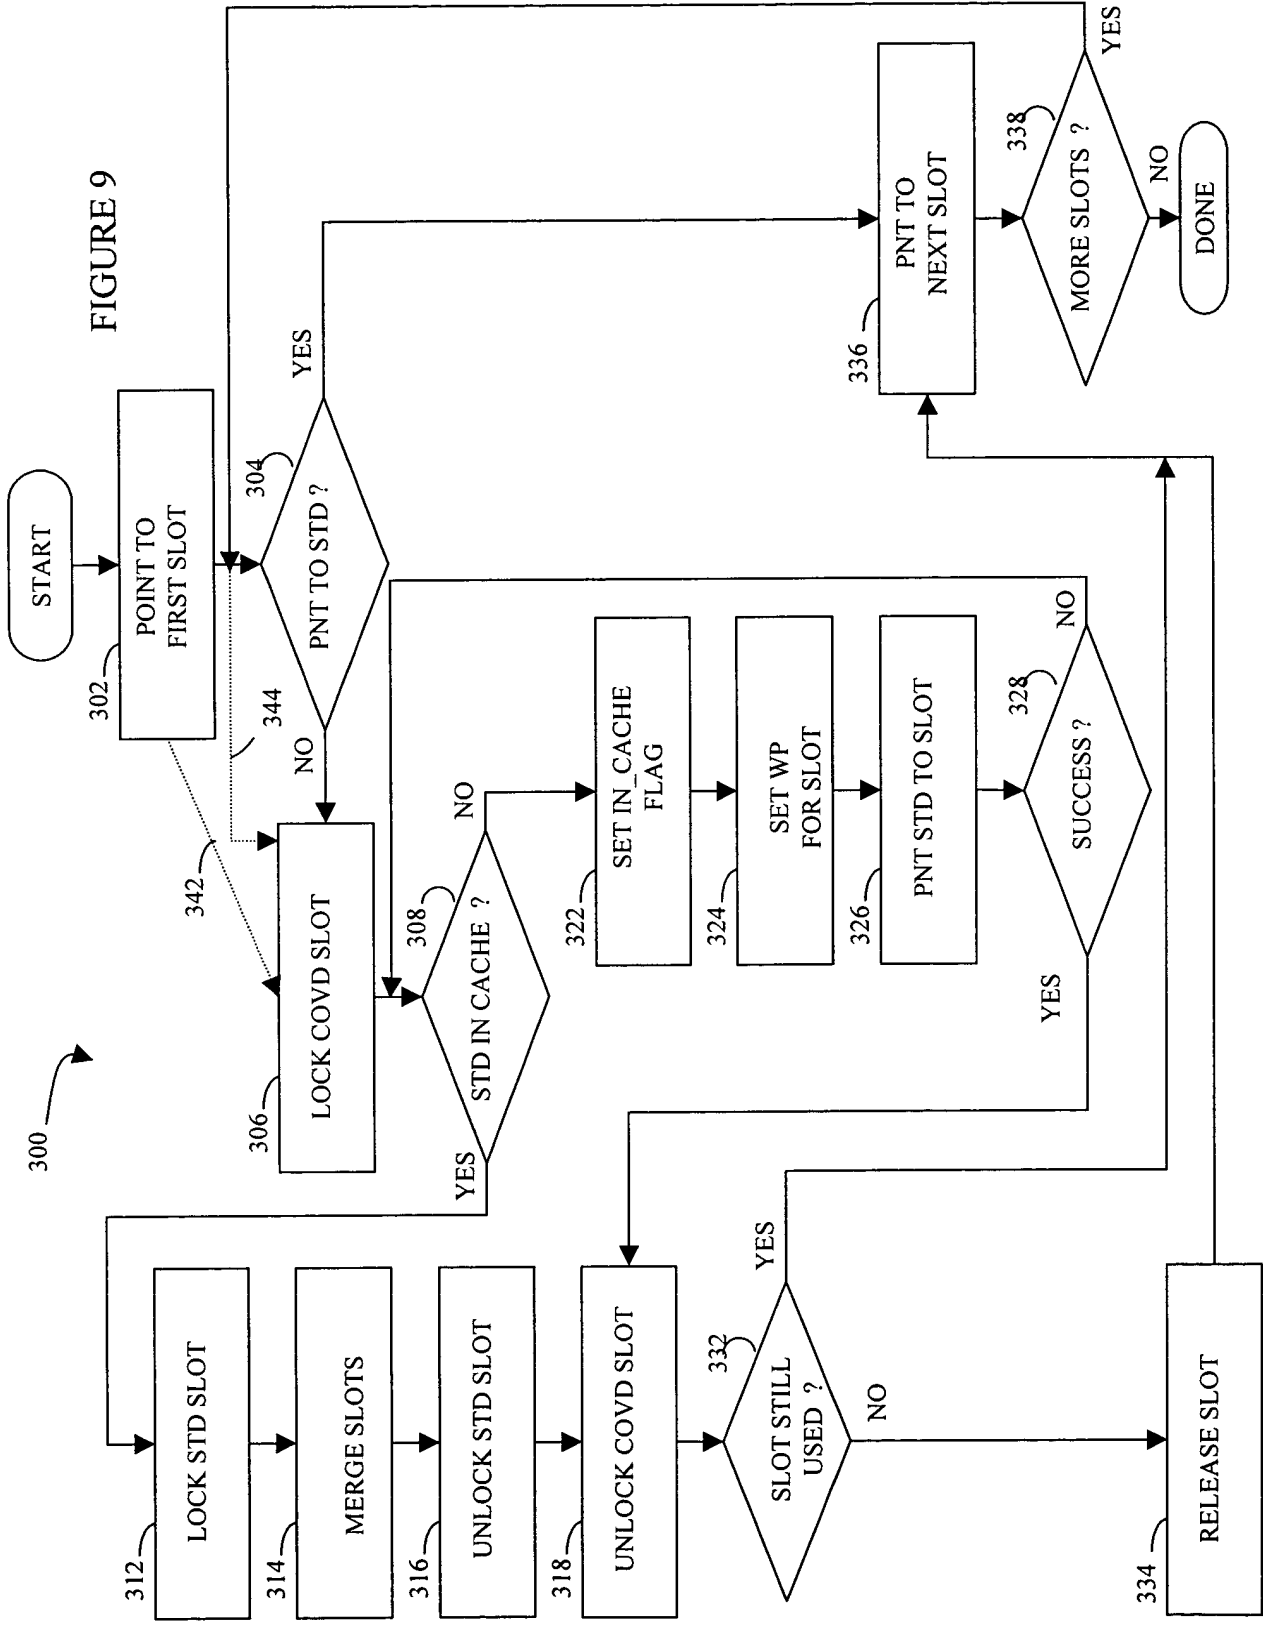 FIGURE 9
300
START
302
POINT TO
FIRST SLOT
304
PNT TO STD ?
YES
NO
342
344
306
LOCK COVD SLOT
308
STD IN CACHE ?
YES
NO
312
LOCK STD SLOT
314
MERGE SLOTS
316
UNLOCK STD SLOT
318
UNLOCK COVD SLOT
322
SET IN_CACHE
FLAG
324
SET WP
FOR SLOT
326
PNT STD TO SLOT
328
SUCCESS ?
YES
NO
332
SLOT STILL
USED ?
YES
NO
334
RELEASE SLOT
336
PNT TO
NEXT SLOT
338
MORE SLOTS ?
YES
NO
DONE